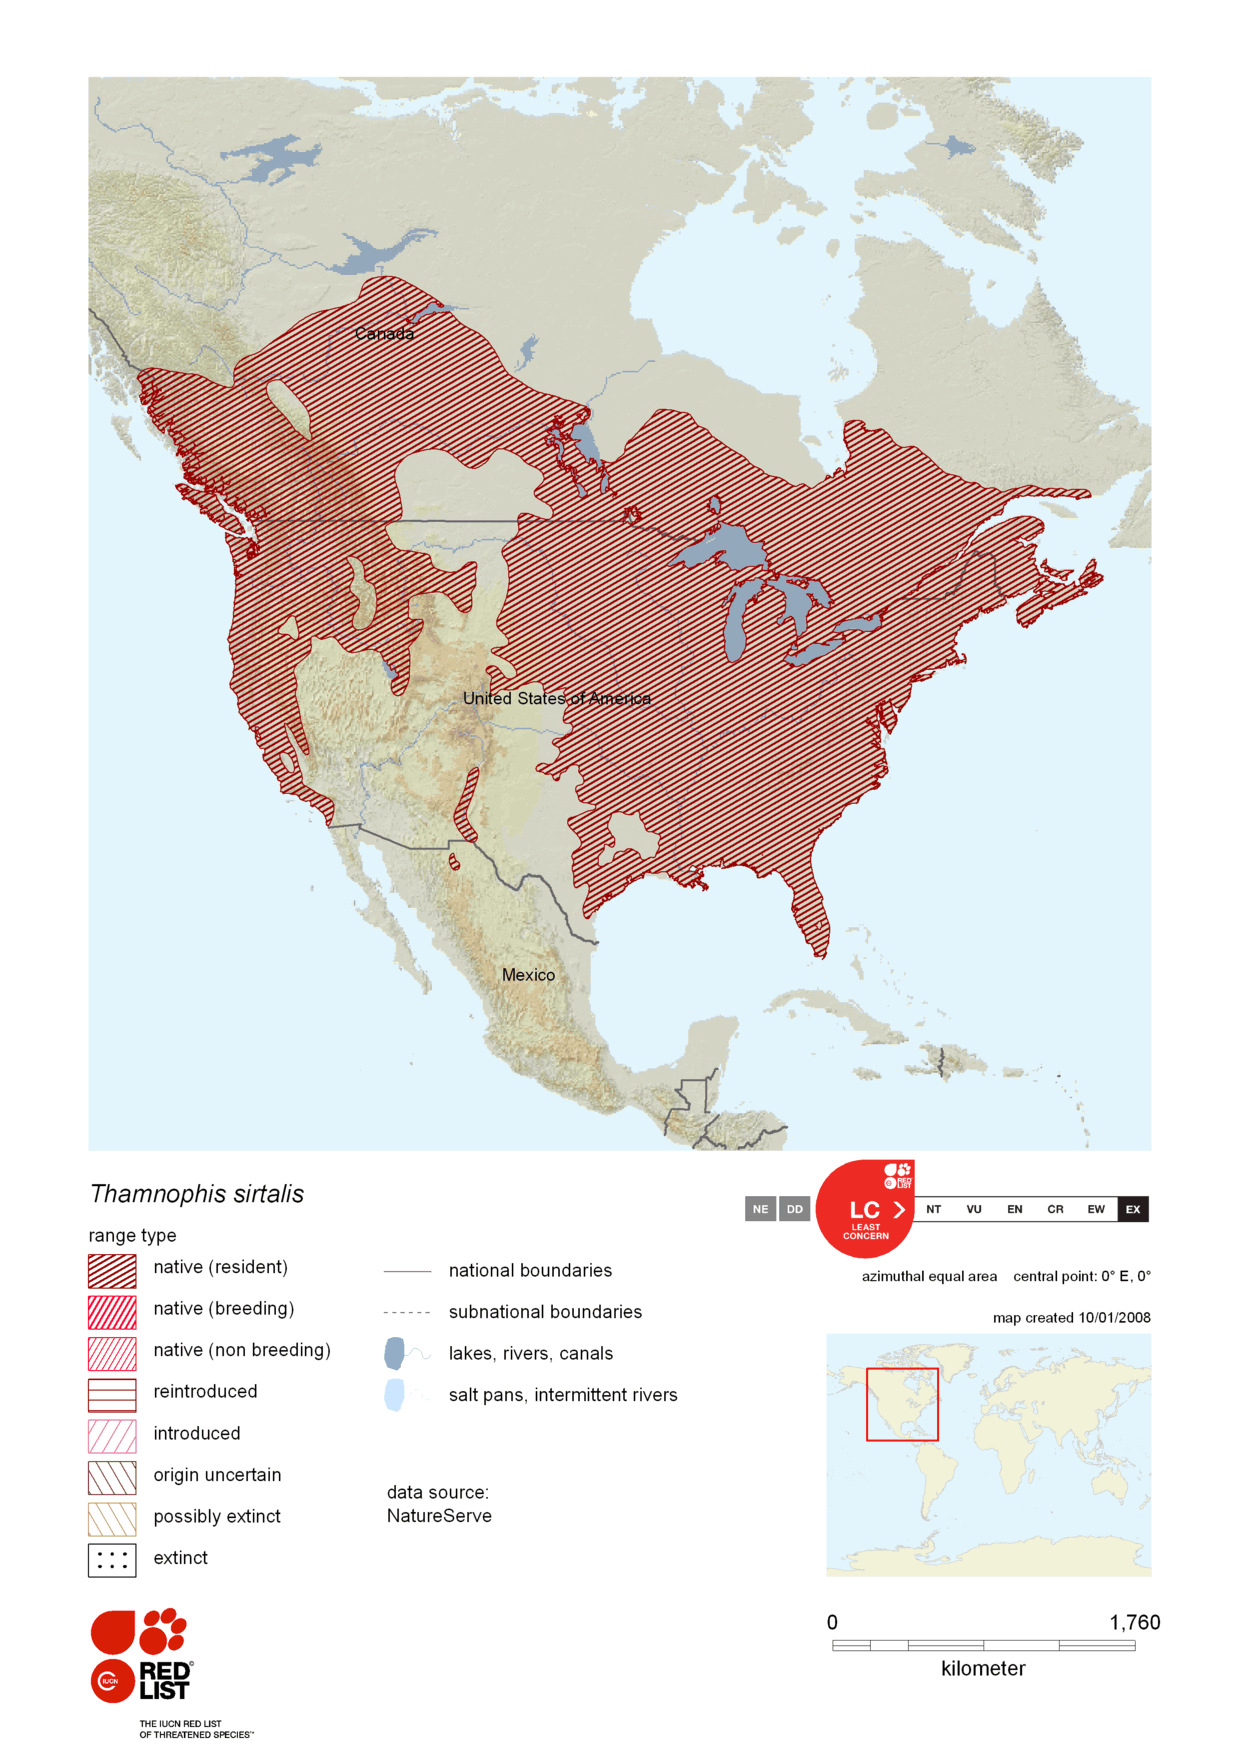 Canada
United States of America
Mexico
Thamnophis sirtalis
range type
native (resident)
native (breeding)
native (non breeding)
reintroduced
introduced
origin uncertain
possibly extinct
extinct
national boundaries
subnational boundaries
lakes, rivers, canals
salt pans, intermittent rivers
data source:
NatureServe
NE DD LC NT VU EN CR EW EX
LEAST
CONCERN
RED
LIST
azimuthal equal area central point: 0° E, 0°
map created 10/01/2008
0 1,760
kilometer
IUCN
RED
LIST
THE IUCN RED LIST
OF THREATENED SPECIES™